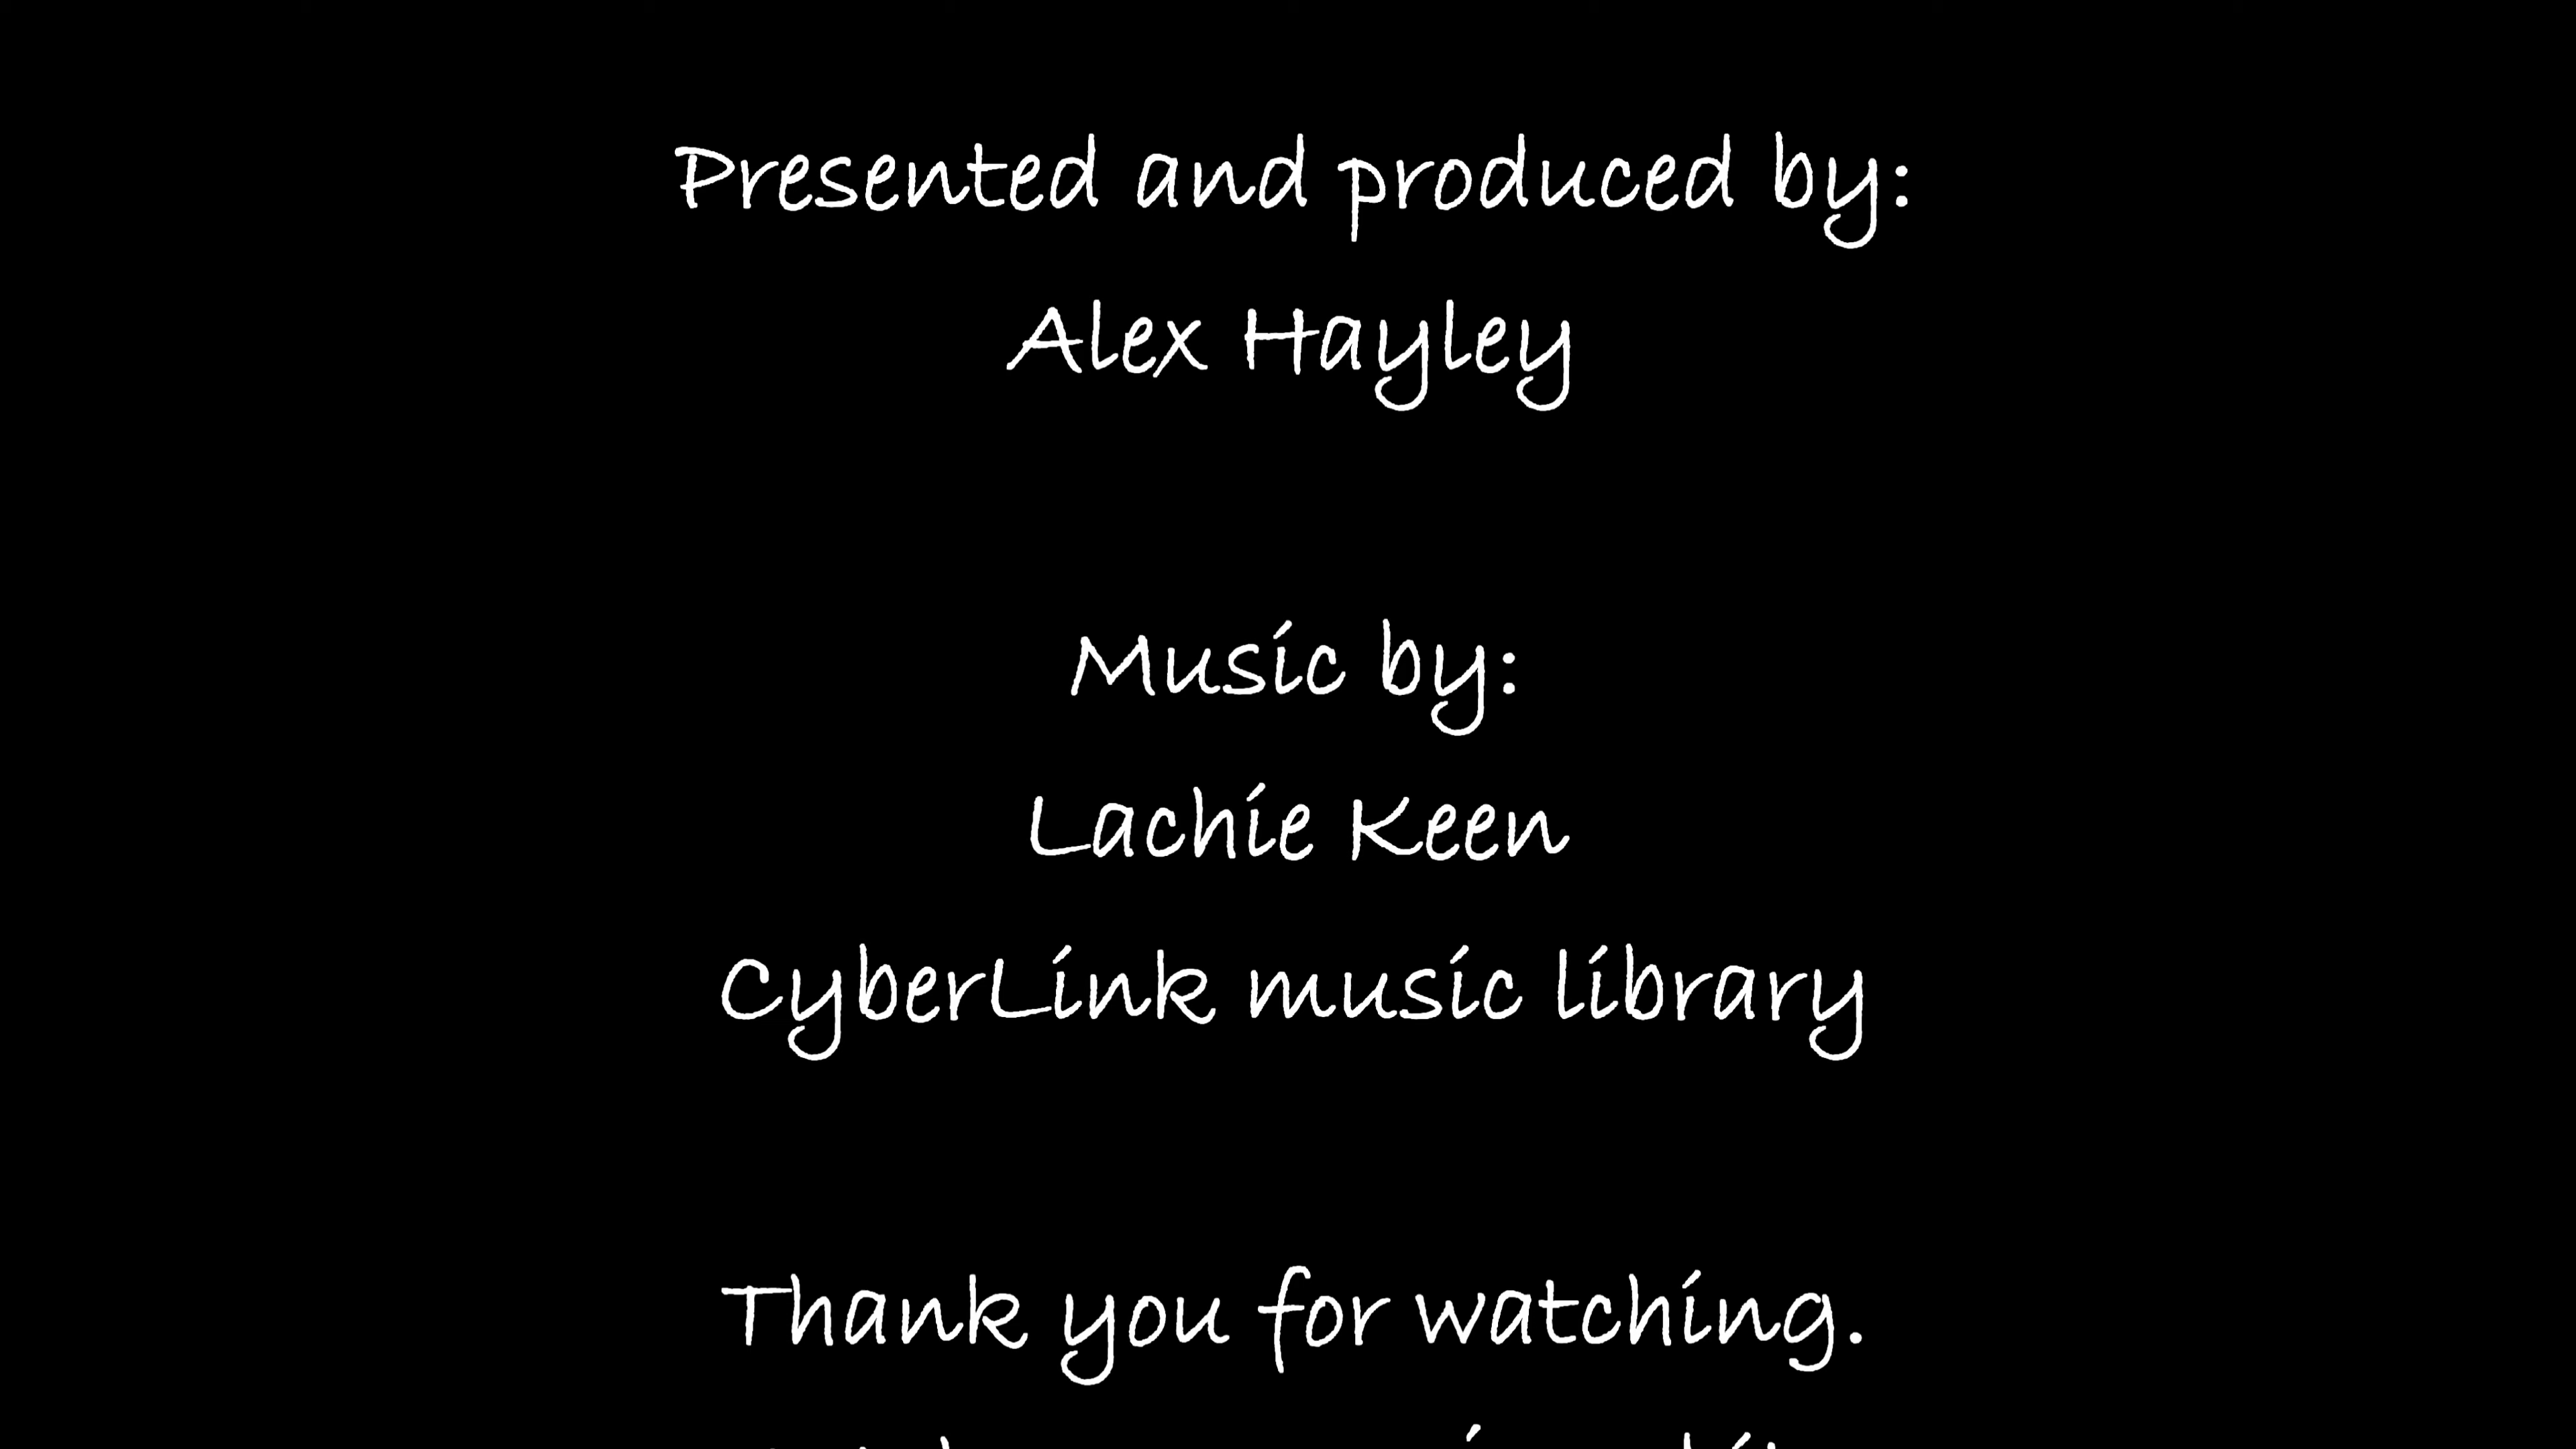 Presented and produced by:
Alex Hayley
Music by:
Lachie Keen
CyberLink music library
Thank you for watching.